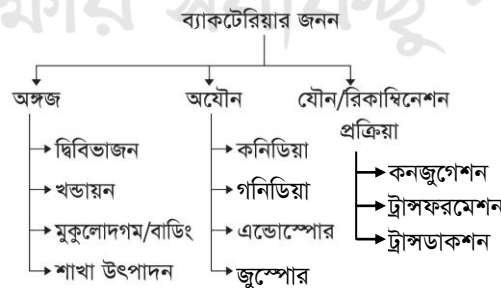 ব্যাকটেরিয়ার জনন
অঙ্গজ
দ্বিবিভাজন
খন্ডায়ন
মুকুলোদগম/বাডিং
শাখা উৎপাদন
অযৌন
কনিডিয়া
গনিডিয়া
এন্ডোস্পোর
জুস্পোর
যৌন/রিকাম্বিনেশন
প্রক্রিয়া
কনজুগেশন
ট্রান্সফরমেশন
ট্রান্সডাকশন